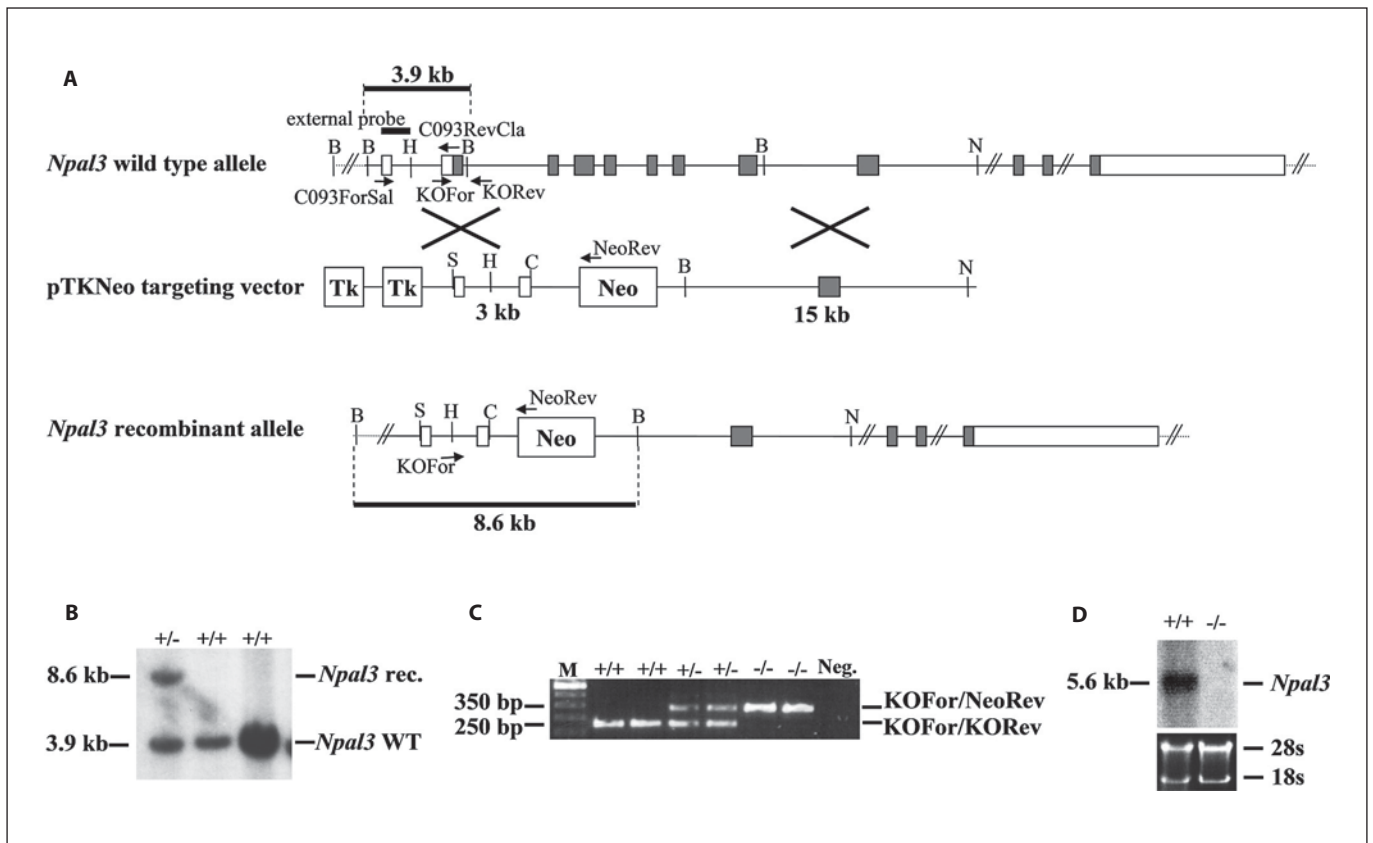 A
3.9 kb
external probe
C093RevCla
B B H B B N
Npal3 wild type allele
C093ForSal KOFor KORev
S H C NeoRev B N
pTKNeo targeting vector Tk Tk Neo
3 kb 15 kb
B S H C NeoRev B N
Npal3 recombinant allele Neo
KOFor
8.6 kb
B
+/- +/+ +/+
8.6 kb Npal3 rec.
3.9 kb Npal3 WT
C
M +/+ +/+ +/- +/- -/- -/- Neg.
350 bp KOFor/NeoRev
250 bp KOFor/KORev
D
+/+ -/-
5.6 kb Npal3
28s
18s